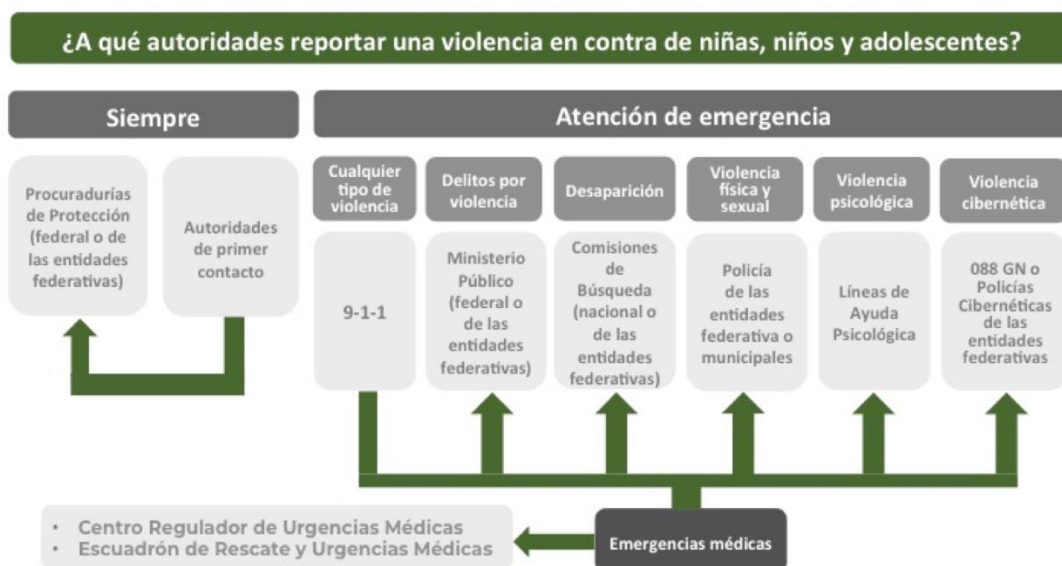 ¿A qué autoridades reportar una violencia en contra de niñas, niños y adolescentes?
Siempre
Atención de emergencia
Procuradurías
de Protección
(federal o de
las entidades
federativas)
Autoridades
de primer
contacto
Cualquier
tipo de
violencia
Delitos por
violencia
Desaparición
Violencia
física y
sexual
Violencia
psicológica
Violencia
cibernética
9-1-1
Ministerio
Público
(federal o
de las
entidades
federativas)
Comisiones
de
Búsqueda
(nacional o
de las
entidades
federativas)
Policía
de las
entidades
federativa o
municipales
Líneas de
Ayuda
Psicológica
088 GN o
Policías
Cibernéticas
de las
entidades
federativas
• Centro Regulador de Urgencias Médicas
• Escuadrón de Rescate y Urgencias Médicas
Emergencias médicas